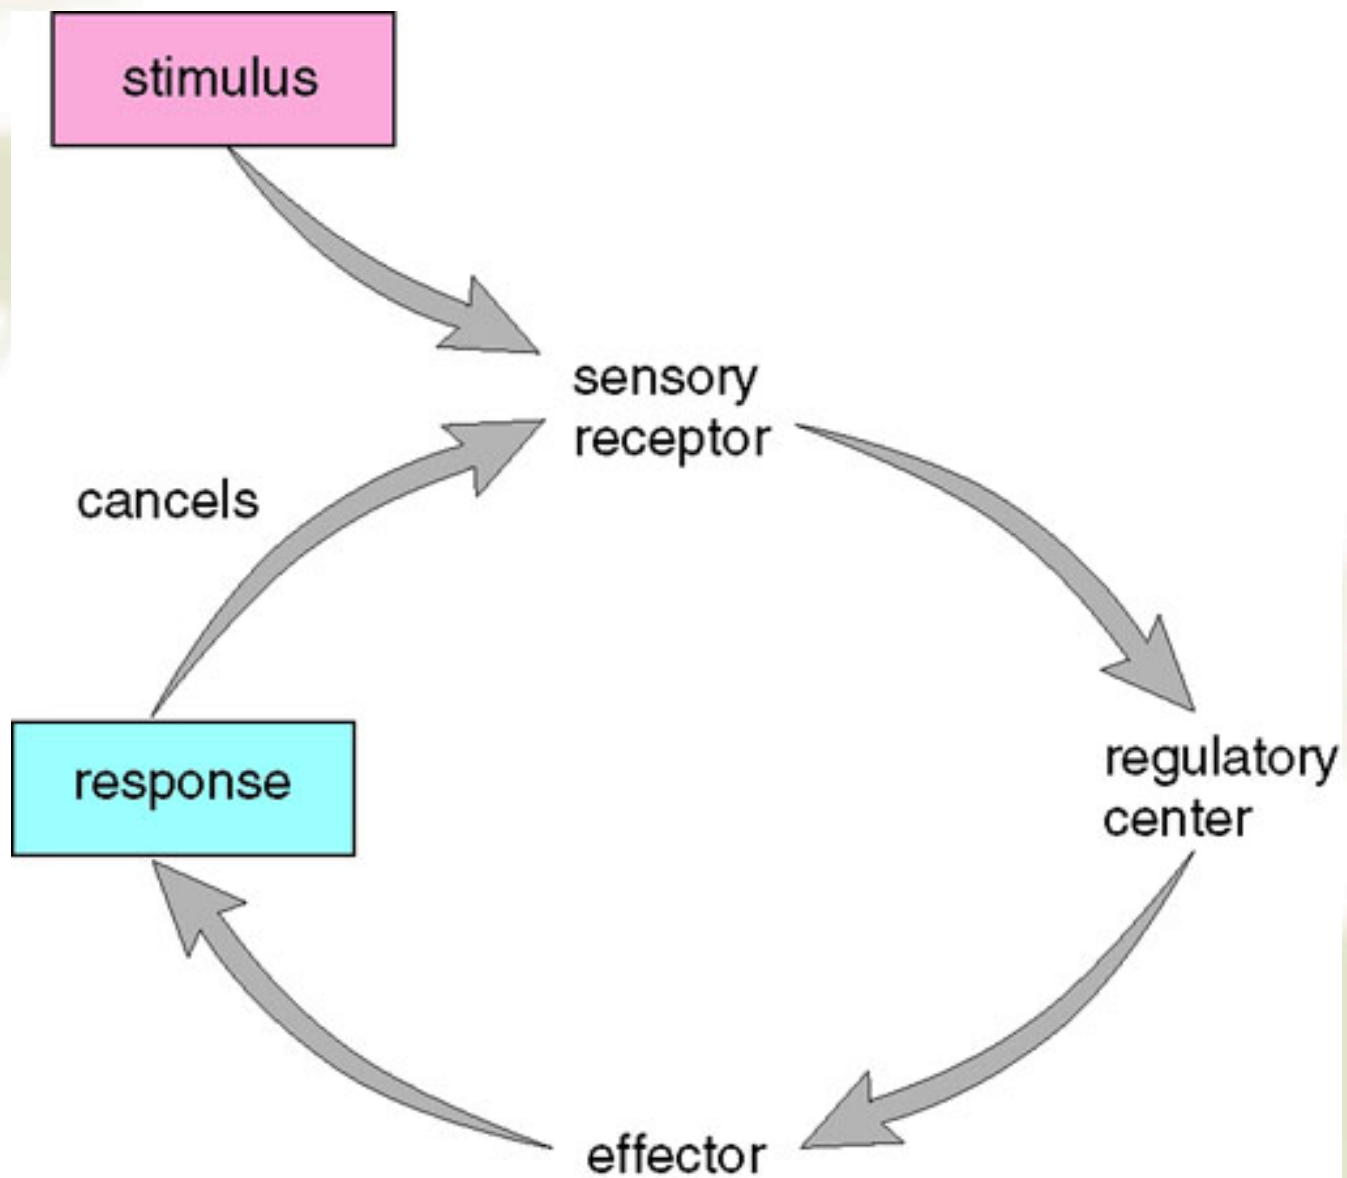 stimulus
sensory
receptor
cancels
response
regulatory
center
effector